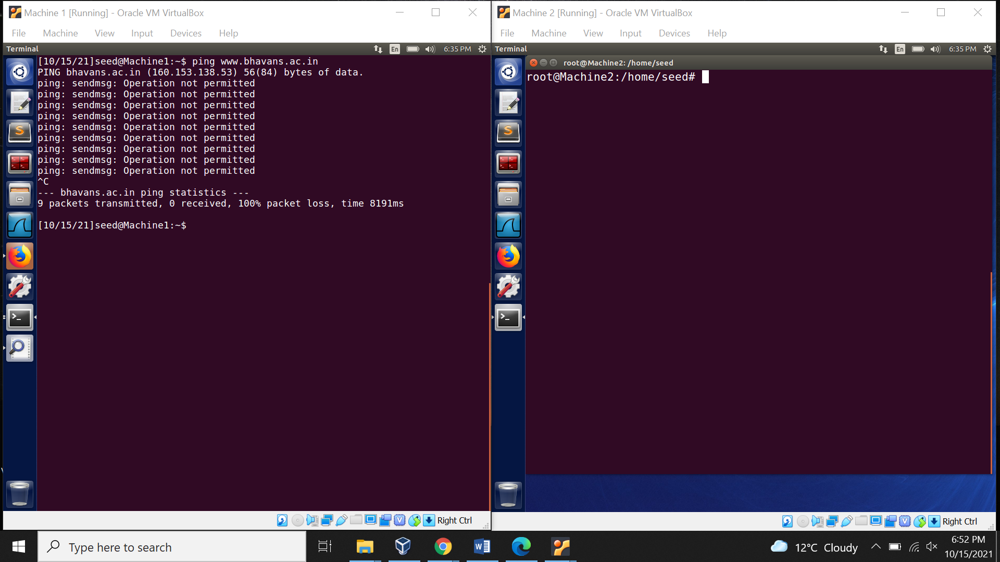 Machine 1 [Running] - Oracle VM VirtualBox
File Machine View Input Devices Help
Terminal En 6:35 PM
[10/15/21]seed@Machine1:~$ ping www.bhavans.ac.in
PING bhavans.ac.in (160.153.138.53) 56(84) bytes of data.
ping: sendmsg: Operation not permitted
ping: sendmsg: Operation not permitted
ping: sendmsg: Operation not permitted
ping: sendmsg: Operation not permitted
ping: sendmsg: Operation not permitted
ping: sendmsg: Operation not permitted
ping: sendmsg: Operation not permitted
ping: sendmsg: Operation not permitted
ping: sendmsg: Operation not permitted
^C
--- bhavans.ac.in ping statistics ---
9 packets transmitted, 0 received, 100% packet loss, time 8191ms
[10/15/21]seed@Machine1:~$
Right Ctrl
Machine 2 [Running] - Oracle VM VirtualBox
File Machine View Input Devices Help
Terminal En 6:35 PM
root@Machine2: /home/seed
root@Machine2:/home/seed#
Right Ctrl
Type here to search
12°C Cloudy
6:52 PM
10/15/2021